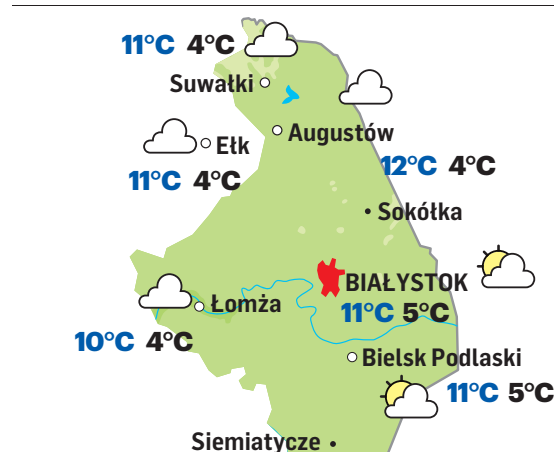 11°C 4°C
Suwałki
Augustów
Ełk
12°C 4°C
11°C 4°C
Sokółka
BIAŁYSTOK
Łomża
11°C 5°C
10°C 4°C
Bielsk Podlaski
11°C 5°C
Siemiatycze